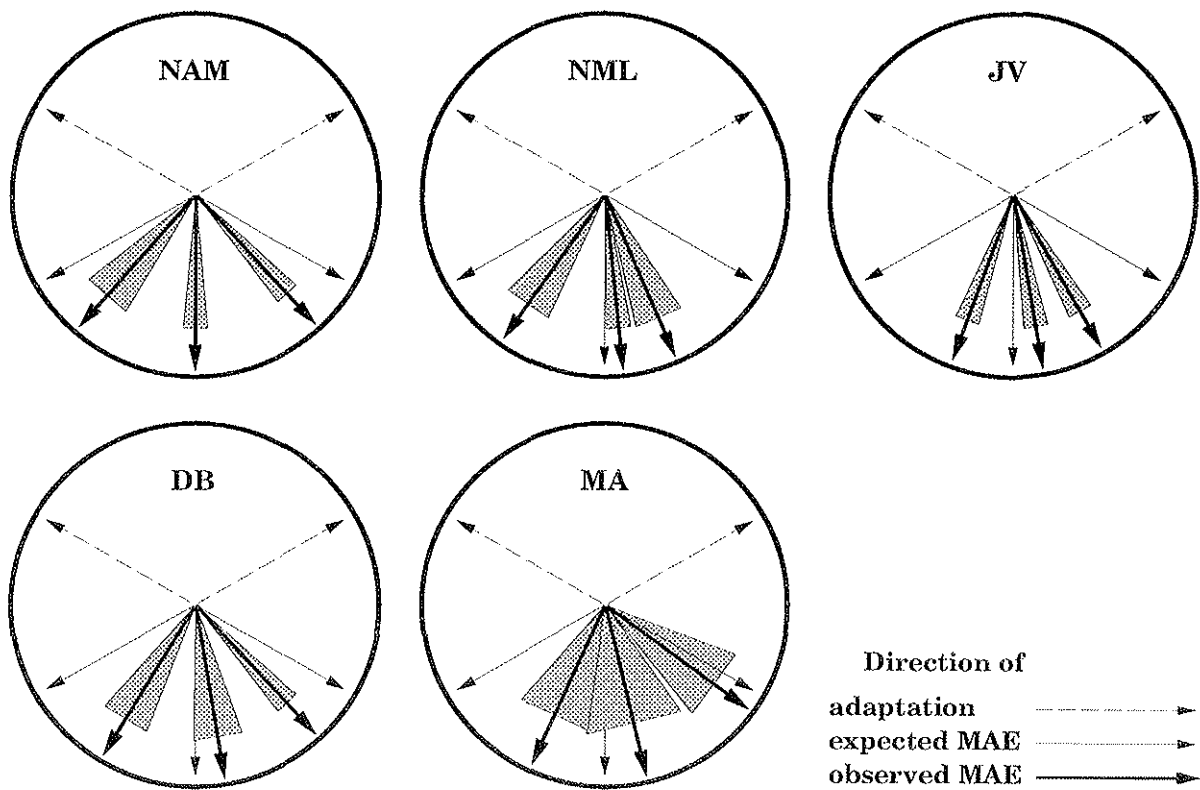 NAM
NML
JV
DB
MA
Direction of
adaptation
expected MAE
observed MAE